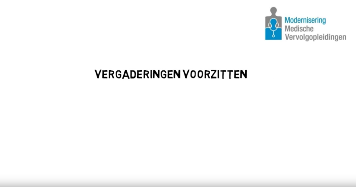 Modernisering
Medische
Vervolgopleidingen
VERGADERINGEN VOORZITTEN